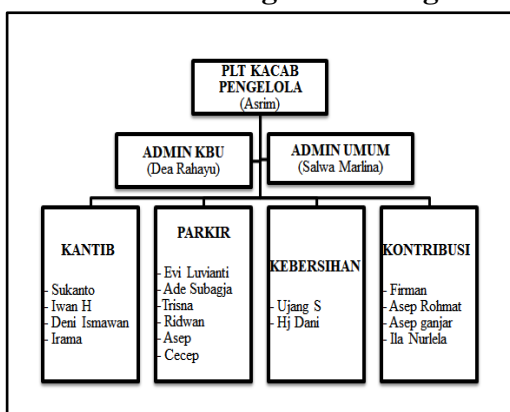 PLT KACAB
PENGELOLA
(Asrim)
ADMIN KBU
(Dea Rahayu)
ADMIN UMUM
(Salwa Marlina)
KANTIB
- Sukanto
- Iwan H
- Deni Ismawan
- Irama
PARKIR
- Evi Luvianti
- Ade Subagja
- Trisna
- Ridwan
- Asep
- Cecep
KEBERSIHAN
- Ujang S
- Hj Dani
KONTRIBUSI
- Firman
- Asep Rohmat
- Asep ganjar
- Ila Nurlela